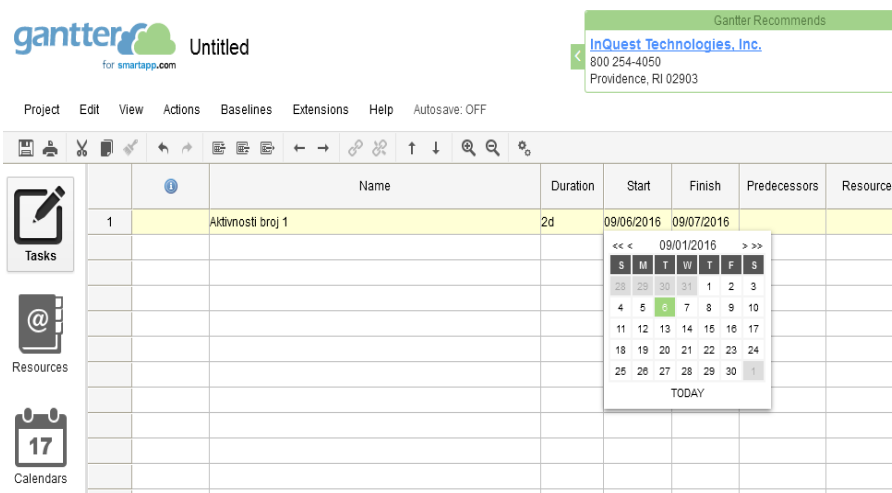 gantter
for smartapp.com
Untitled
Gantter Recommends
InQuest Technologies, Inc.
800 254-4050
Providence, RI 02903
Project Edit View Actions Baselines Extensions Help Autosave: OFF
Name Duration Start Finish Predecessors Resource
1 Aktivnosti broj 1 2d 09/06/2016 09/07/2016
Tasks
<< < 09/01/2016 > >>
S M T W T F S
28 29 30 31 1 2 3
4 5 6 7 8 9 10
11 12 13 14 15 16 17
18 19 20 21 22 23 24
25 26 27 28 29 30 1
TODAY
@
Resources
17
Calendars